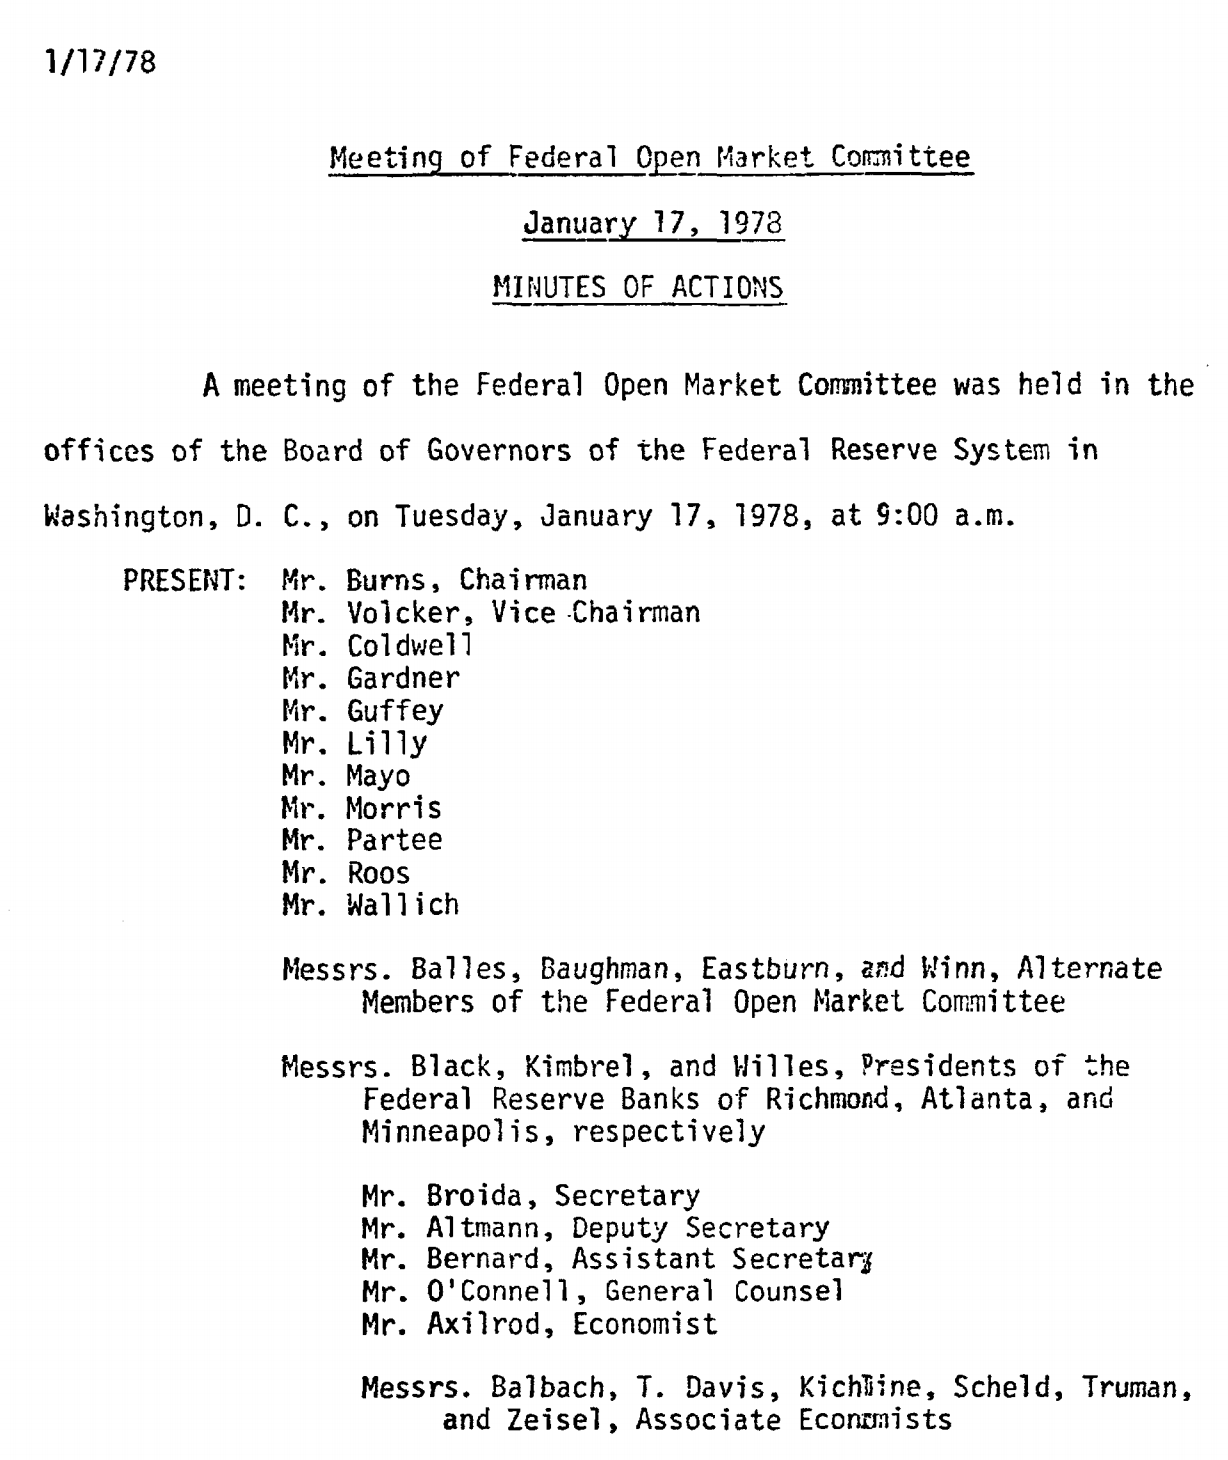 1/17/78
Meeting of Federal Open Market Committee
January 17, 1978
MINUTES OF ACTIONS
A meeting of the Federal Open Market Committee was held in the
offices of the Board of Governors of the Federal Reserve System in
Washington, D. C., on Tuesday, January 17, 1978, at 9:00 a.m.
PRESENT: Mr. Burns, Chairman
Mr. Volcker, Vice Chairman
Mr. Coldwell
Mr. Gardner
Mr. Guffey
Mr. Lilly
Mr. Mayo
Mr. Morris
Mr. Partee
Mr. Roos
Mr. Wallich
Messrs. Balles, Baughman, Eastburn, and Winn, Alternate
Members of the Federal Open Market Committee
Messrs. Black, Kimbrel, and Willes, Presidents of the
Federal Reserve Banks of Richmond, Atlanta, and
Minneapolis, respectively
Mr. Broida, Secretary
Mr. Altmann, Deputy Secretary
Mr. Bernard, Assistant Secretary
Mr. O'Connell, General Counsel
Mr. Axilrod, Economist
Messrs. Balbach, T. Davis, Kichline, Scheld, Truman,
and Zeisel, Associate Economists